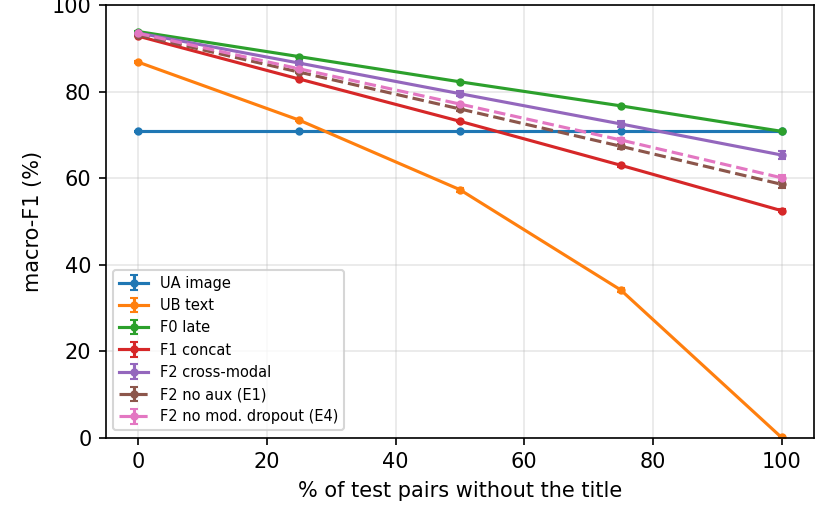 100
80
60
40
20
0
macro-F1 (%)
UA image
UB text
F0 late
F1 concat
F2 cross-modal
F2 no aux (E1)
F2 no mod. dropout (E4)
0 20 40 60 80 100
% of test pairs without the title